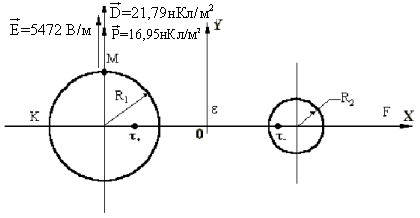 D=21,79нКл/м²
E=5472 В/м
P=16,95нКл/м²
Y
M
R₁
R₂
K
ε
F
X
τ₊
0
τ₋